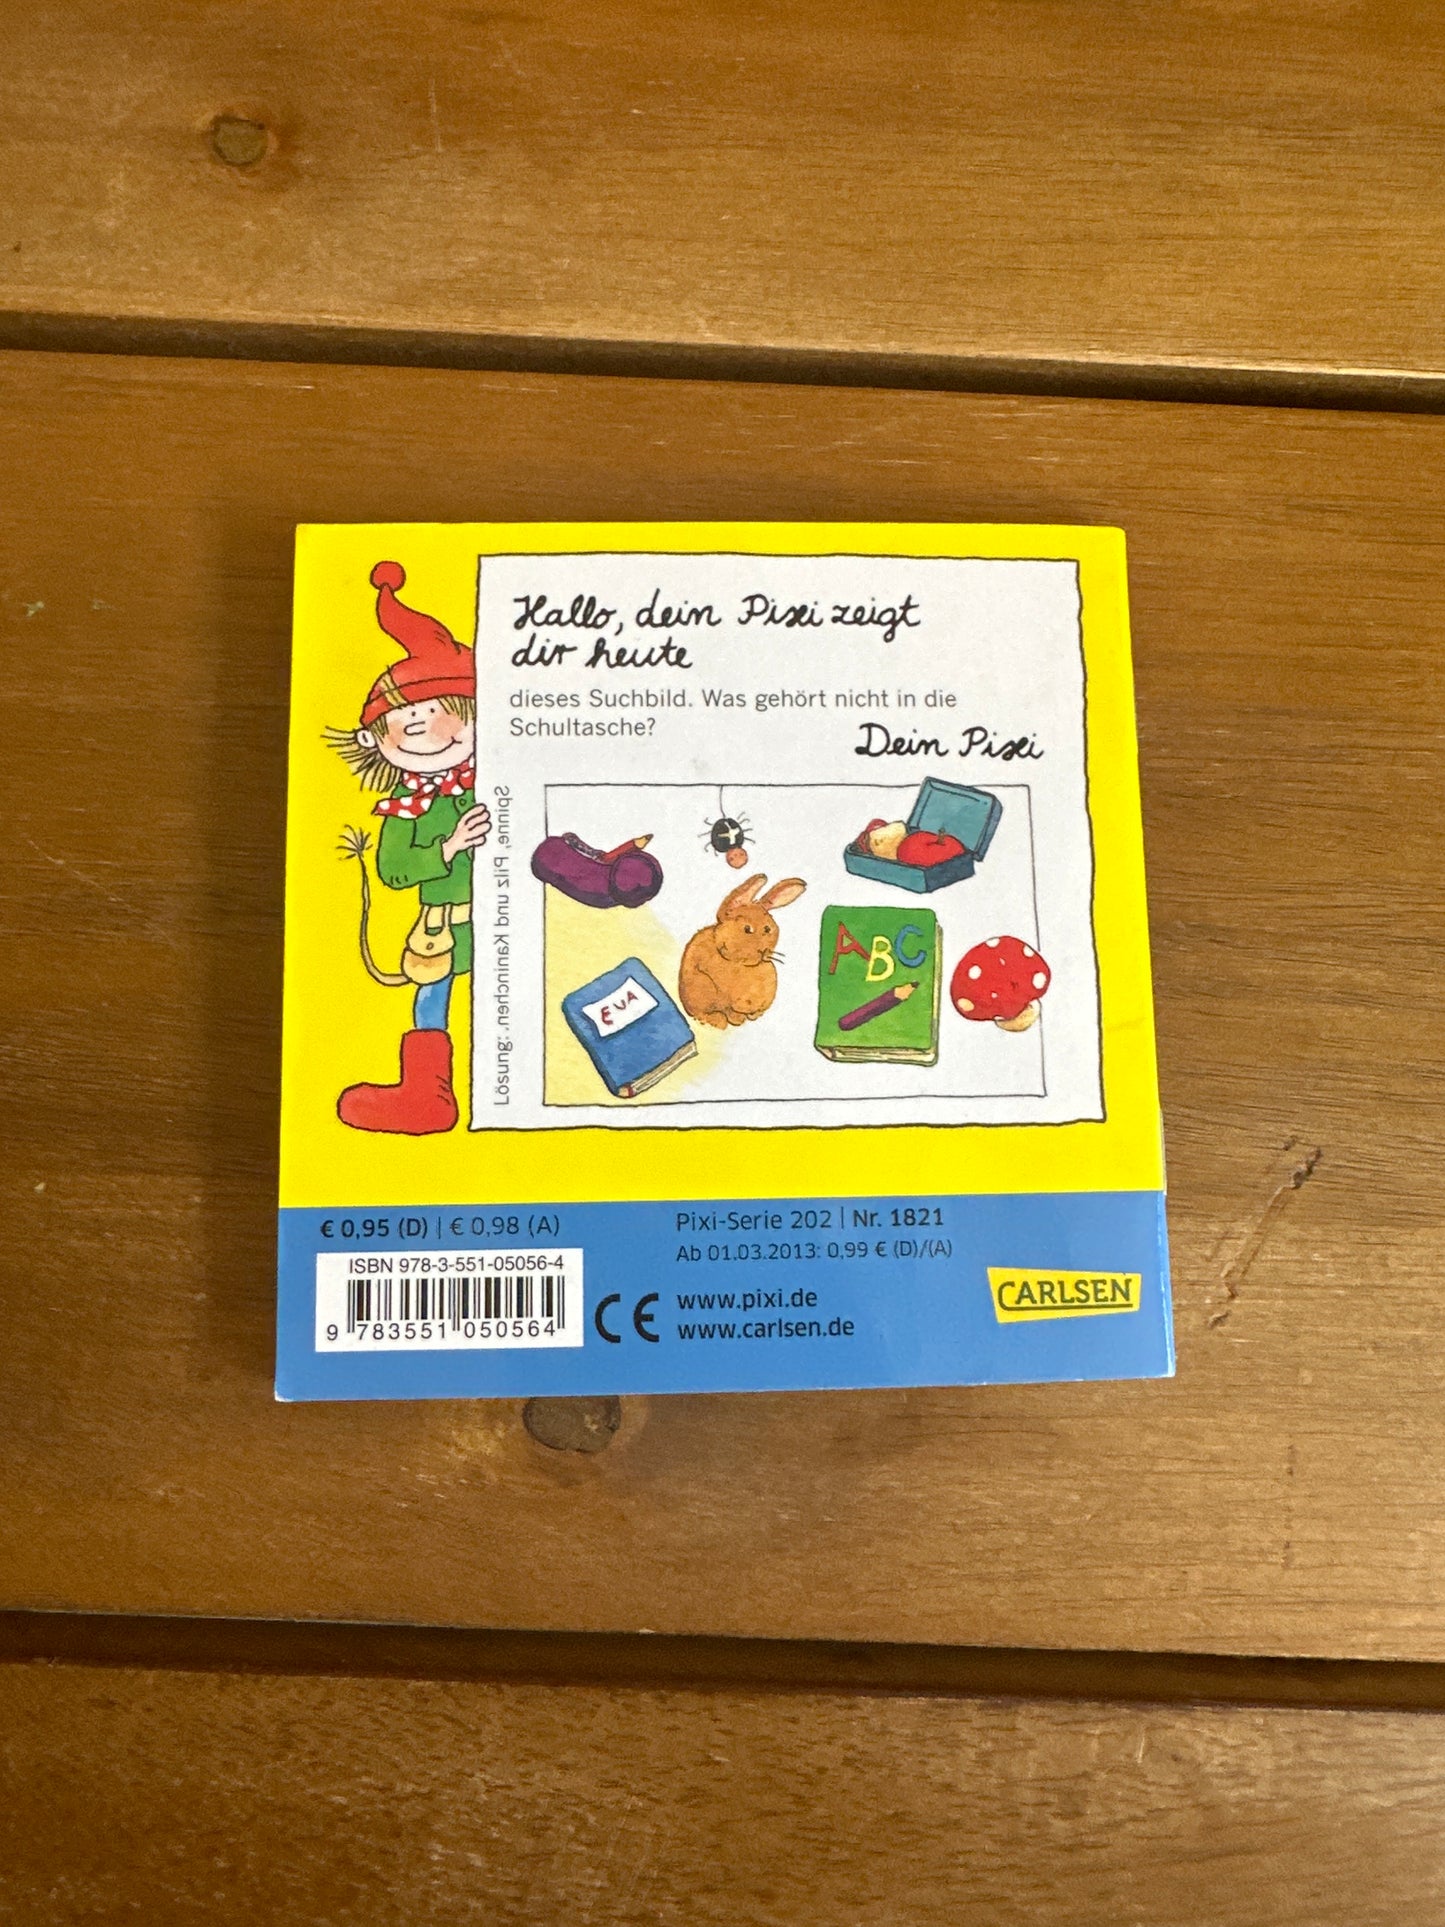 Hallo, dein Pixi zeigt
dir heute
dieses Suchbild. Was gehört nicht in die
Schultasche?
Dein Pixi
Lösung: Spinne, Pilz und Kaninchen.
EVA
ABC
€ 0,95 (D) | € 0,98 (A)
ISBN 978-3-551-05056-4
9 783551 050564
CE
Pixi-Serie 202 | Nr. 1821
Ab 01.03.2013: 0,99 € (D)/(A)
www.pixi.de
www.carlsen.de
CARLSEN